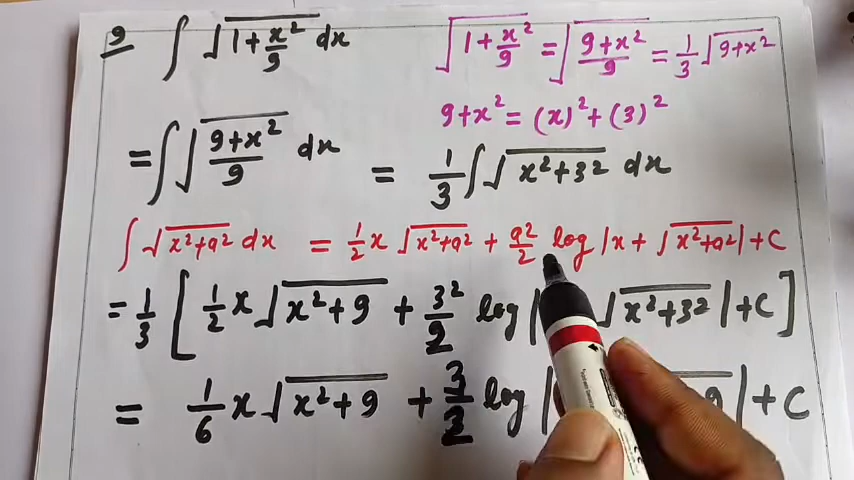 9 ∫ √(1+x²/9) dx √(1+x²/9) = √((9+x²)/9) = 1/3 √(9+x²)
9+x² = (x)² + (3)²
= ∫ √((9+x²)/9) dx = 1/3 ∫ √(x²+3²) dx
∫ √(x²+a²) dx = 1/2 x √(x²+a²) + a²/2 log |x + √(x²+a²)| + C
= 1/3 [ 1/2 x √(x²+9) + 3²/2 log | √(x²+3²) | + C ]
= 1/6 x √(x²+9) + 3/2 log | 9 | + C